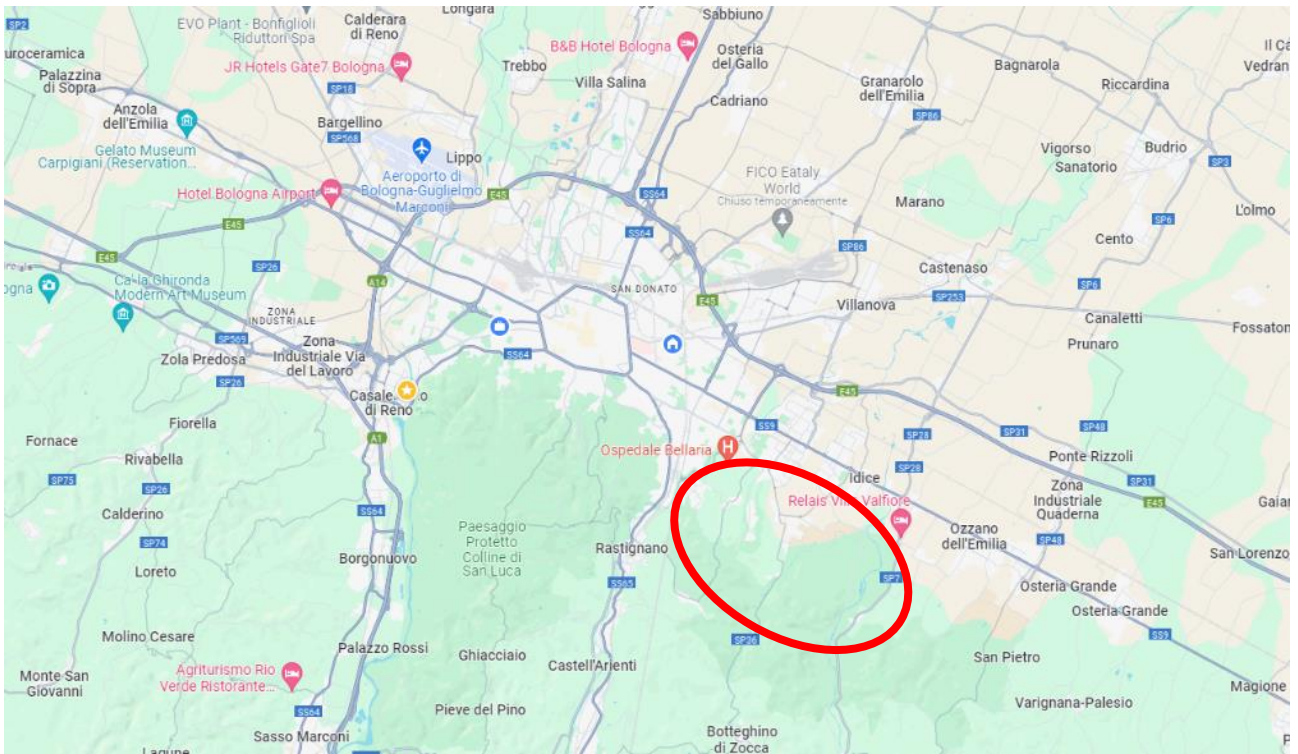 SP2
EVO Plant - Bonfiglioli
Riduttori Spa
Calderara
di Reno
Longara
Sabbiuno
B&B Hotel Bologna
Osteria
del Gallo
Il Ca
Vedran
uroceramica
Palazzina
di Sopra
JR Hotels Gate7 Bologna
SP18
Trebbo
Villa Salina
Cadriano
Granarolo
dell'Emilia
Bagnarola
Riccardina
Anzola
dell'Emilia
Bargellino
SP568
SP86
Gelato Museum
Carpigiani (Reservation...
Lippo
Vigorso
Sanatorio
Budrio
SP3
Hotel Bologna Airport
Aeroporto di
Bologna-Guglielmo
Marconi
E45
SS64
FICO Eataly
World
Chiuso temporaneamente
Marano
L'olmo
E45
SS64
SP86
SP6
Cento
E45
SP26
A14
Castenaso
SP6
ogna
Ca' la Ghironda
Modern Art Museum
SAN DONATO
E45
Villanova
SP253
ZONA
INDUSTRIALE
Canaletti
Fossaton
SP569
Zona
Industriale Via
del Lavoro
Zola Predosa
SS64
Prunaro
SP26
Casale
o
di Reno
E45
Fiorella
SS9
SP28
SP31
SP48
Fornace
A1
Ospedale Bellaria
Rivabella
Ponte Rizzoli
SP75
SP26
Idice
SP28
SP31
Relais Villa Valfiore
Zona
Industriale
Quaderna
E45
Gaiar
Calderino
SS64
Paesaggio
Protetto
Colline di
San Luca
Ozzano
dell'Emilia
SP74
Borgonuovo
Rastignano
SP48
San Lorenzo
Loreto
SS65
SP7
Osteria Grande
Osteria Grande
Molino Cesare
SP36
SS9
Palazzo Rossi
Ghiacciaio
Castell'Arienti
San Pietro
Monte San
Giovanni
Agriturismo Rio
Verde Ristorante...
Magione
SS64
Pieve del Pino
Varignana-Palesio
Sasso Marconi
Botteghino
di Zocca
Lagune